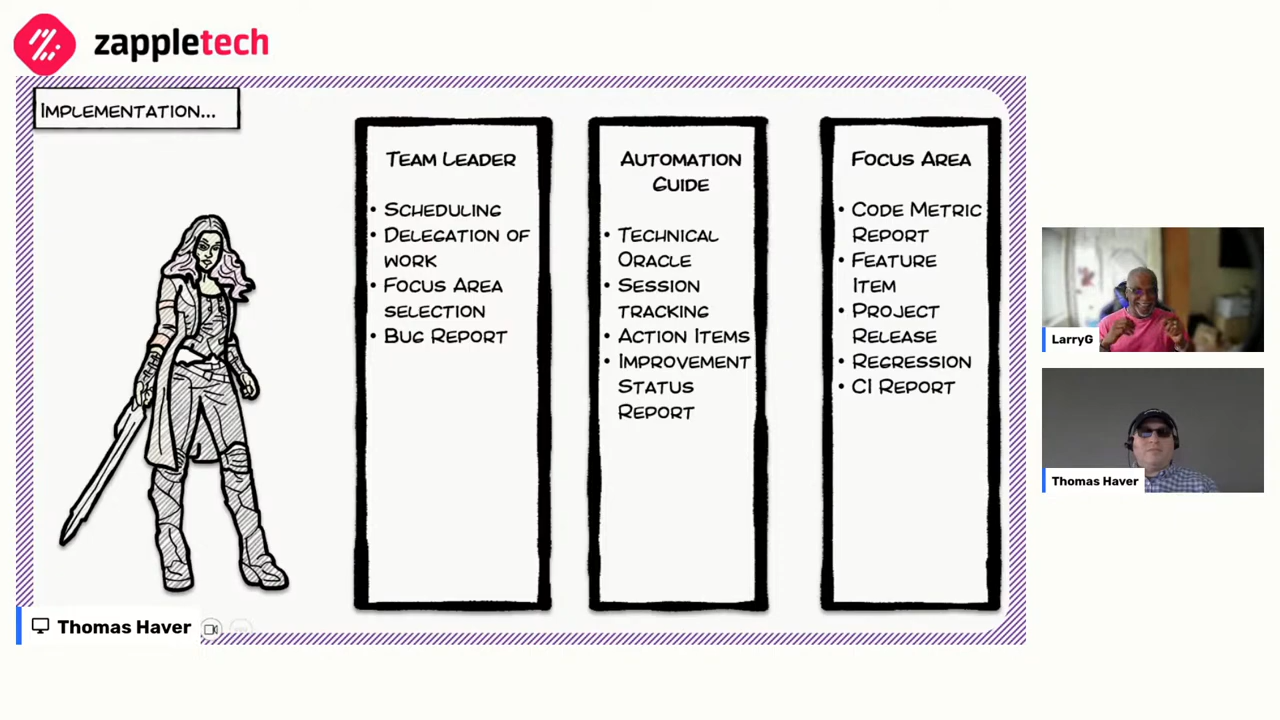 zappletech
Implementation...
Team Leader
• Scheduling
• Delegation of
work
• Focus Area
selection
• Bug Report
Automation
Guide
• Technical
Oracle
• Session
tracking
• Action Items
• Improvement
Status
Report
Focus Area
• Code Metric
Report
• Feature
Item
• Project
Release
• Regression
• CI Report
LarryG
Thomas Haver
Thomas Haver